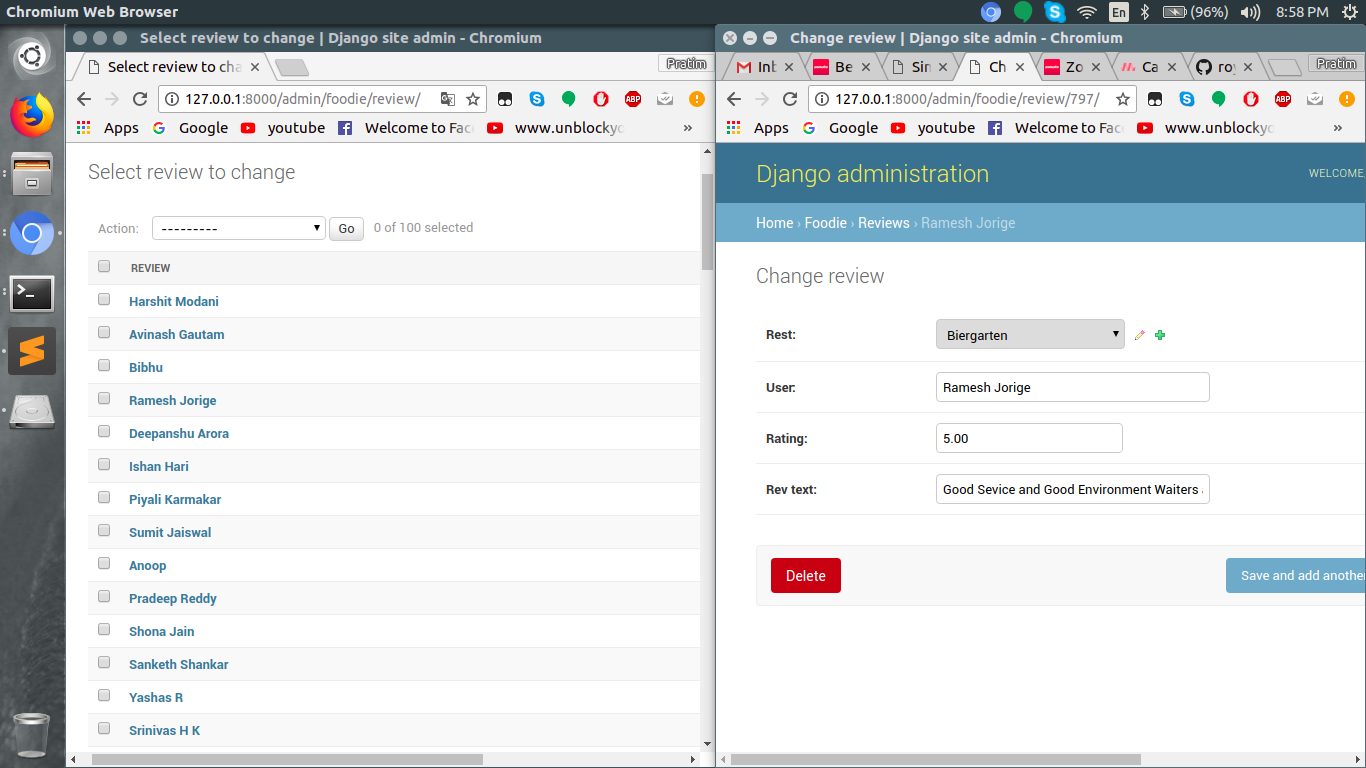 Chromium Web Browser
En
(96%)
8:58 PM
Select review to change | Django site admin - Chromium
Select review to cha
Pratim
127.0.0.1:8000/admin/foodie/review/
ABP
Apps
Google
youtube
Welcome to Fac
www.unblockyc
»
Select review to change
Action:
---------
Go
0 of 100 selected
REVIEW
Harshit Modani
Avinash Gautam
Bibhu
Ramesh Jorige
Deepanshu Arora
Ishan Hari
Piyali Karmakar
Sumit Jaiswal
Anoop
Pradeep Reddy
Shona Jain
Sanketh Shankar
Yashas R
Srinivas H K
Change review | Django site admin - Chromium
Int
Be
Sin
Ch
Zo
Ca
roy
Pratim
127.0.0.1:8000/admin/foodie/review/797/
ABP
Apps
Google
youtube
Welcome to Fac
www.unblockyc
»
Django administration
WELCOME,
Home › Foodie › Reviews › Ramesh Jorige
Change review
Rest:
Biergarten
User:
Ramesh Jorige
Rating:
5.00
Rev text:
Good Sevice and Good Environment Waiters
Delete
Save and add another